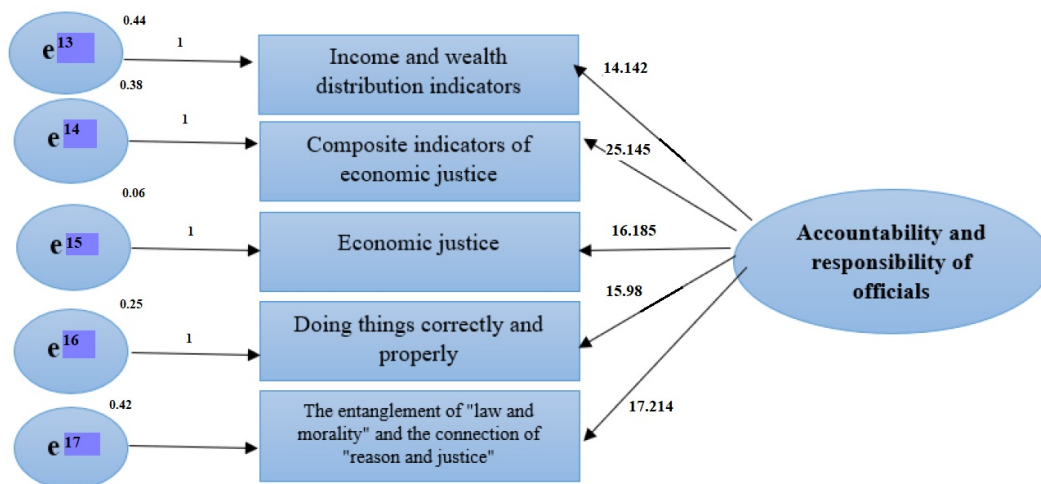 0.44
e13
1
Income and wealth
distribution indicators
14.142
0.38
e14
1
Composite indicators of
economic justice
25.145
0.06
e15
1
Economic justice
16.185
Accountability and
responsibility of
officials
0.25
e16
1
Doing things correctly and
properly
15.98
0.42
e17
The entanglement of "law and
morality" and the connection of
"reason and justice"
17.214